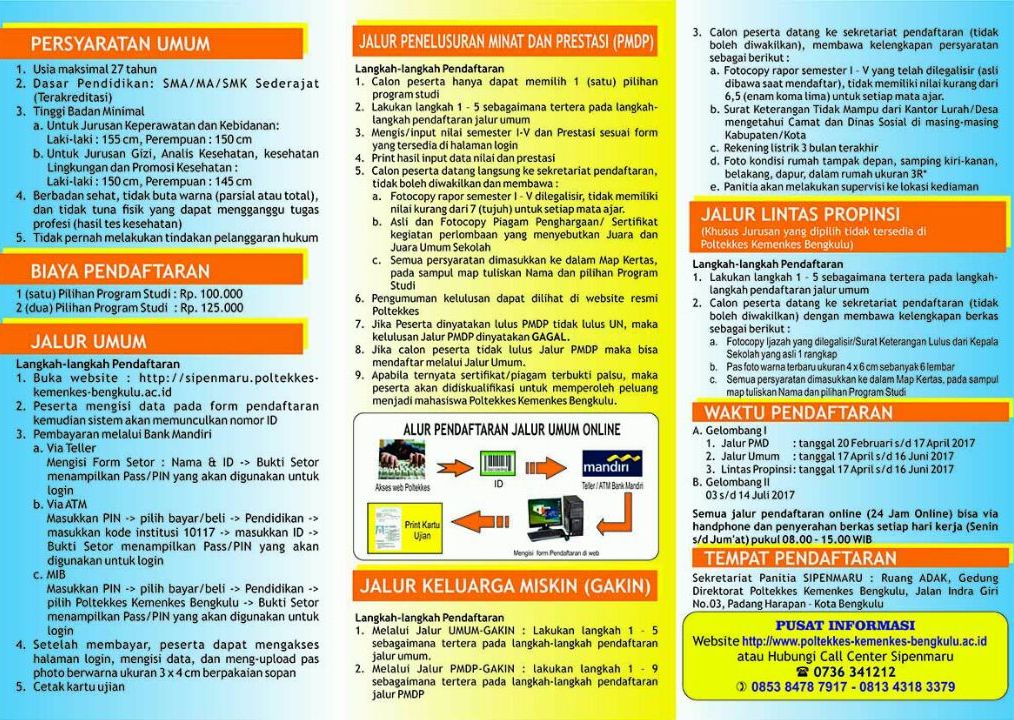 PERSYARATAN UMUM
1. Usia maksimal 27 tahun
2. Dasar Pendidikan: SMA/MA/SMK Sederajat
(Terakreditasi)
3. Tinggi Badan Minimal
a. Untuk Jurusan Keperawatan dan Kebidanan:
Laki-laki : 155 cm, Perempuan : 150 cm
b. Untuk Jurusan Gizi, Analis Kesehatan, kesehatan
Lingkungan dan Promosi Kesehatan :
Laki-laki : 150 cm, Perempuan : 145 cm
4. Berbadan sehat, tidak buta warna (parsial atau total),
dan tidak tuna fisik yang dapat mengganggu tugas
profesi (hasil tes kesehatan)
5. Tidak pernah melakukan tindakan pelanggaran hukum
BIAYA PENDAFTARAN
1 (satu) Pilihan Program Studi : Rp. 100.000
2 (dua) Pilihan Program Studi : Rp. 125.000
JALUR UMUM
Langkah-langkah Pendaftaran
1. Buka website : http://sipenmaru.poltekkes-
kemenkes-bengkulu.ac.id
2. Peserta mengisi data pada form pendaftaran
kemudian sistem akan memunculkan nomor ID
3. Pembayaran melalui Bank Mandiri
a. Via Teller
Mengisi Form Setor : Nama & ID -> Bukti Setor
menampilkan Pass/PIN yang akan digunakan untuk
login
b. Via ATM
Masukkan PIN -> pilih bayar/beli -> Pendidikan ->
masukkan kode institusi 10117 -> masukkan ID ->
Bukti Setor menampilkan Pass/PIN yang akan
digunakan untuk login
c. MIB
Masukkan PIN -> pilih bayar/beli -> Pendidikan ->
pilih Poltekkes Kemenkes Bengkulu -> Bukti Setor
menampilkan Pass/PIN yang akan digunakan untuk
login
4. Setelah membayar, peserta dapat mengakses
halaman login, mengisi data, dan meng-upload pas
photo berwarna ukuran 3 x 4 cm berpakaian sopan
5. Cetak kartu ujian
JALUR PENELUSURAN MINAT DAN PRESTASI (PMDP)
Langkah-langkah Pendaftaran
1. Calon peserta hanya dapat memilih 1 (satu) pilihan
program studi
2. Lakukan langkah 1 - 5 sebagaimana tertera pada langkah-
langkah pendaftaran jalur umum
3. Mengis/input nilai semester I-V dan Prestasi sesuai form
yang tersedia di halaman login
4. Print hasil input data nilai dan prestasi
5. Calon peserta datang langsung ke sekretariat pendaftaran,
tidak boleh diwakilkan dan membawa :
a. Fotocopy rapor semester I - V dilegalisir, tidak memiliki
nilai kurang dari 7 (tujuh) untuk setiap mata ajar.
b. Asli dan Fotocopy Piagam Penghargaan/ Sertifikat
kegiatan perlombaan yang menyebutkan Juara dan
Juara Umum Sekolah
c. Semua persyaratan dimasukkan ke dalam Map Kertas,
pada sampul map tuliskan Nama dan pilihan Program
Studi
6. Pengumuman kelulusan dapat dilihat di website resmi
Poltekkes
7. Jika Peserta dinyatakan lulus PMDP tidak lulus UN, maka
kelulusan Jalur PMDP dinyatakan GAGAL.
8. Jika calon peserta tidak lulus Jalur PMDP maka bisa
mendaftar melalui Jalur Umum.
9. Apabila ternyata sertifikat/piagam terbukti palsu, maka
peserta akan didiskualifikasi untuk memperoleh peluang
menjadi mahasiswa Poltekkes Kemenkes Bengkulu.
ALUR PENDAFTARAN JALUR UMUM ONLINE
Akses web Poltekkes
ID
mandiri
Teller / ATM Bank Mandiri
Print Kartu
Ujian
Mengisi form Pendaftaran di web
JALUR KELUARGA MISKIN (GAKIN)
Langkah-langkah Pendaftaran
1. Melalui Jalur UMUM-GAKIN : Lakukan langkah 1 - 5
sebagaimana tertera pada langkah-langkah pendaftaran
jalur umum.
2. Melalui Jalur PMDP-GAKIN : lakukan langkah 1 - 9
sebagaimana tertera pada langkah-langkah pendaftaran
jalur PMDP
3. Calon peserta datang ke sekretariat pendaftaran (tidak
boleh diwakilkan), membawa kelengkapan persyaratan
sebagai berikut :
a. Fotocopy rapor semester I - V yang telah dilegalisir (asli
dibawa saat mendaftar), tidak memiliki nilai kurang dari
6,5 (enam koma lima) untuk setiap mata ajar.
b. Surat Keterangan Tidak Mampu dari Kantor Lurah/Desa
mengetahui Camat dan Dinas Sosial di masing-masing
Kabupaten/Kota
c. Rekening listrik 3 bulan terakhir
d. Foto kondisi rumah tampak depan, samping kiri-kanan,
belakang, dapur, dalam rumah ukuran 3R"
e. Panitia akan melakukan supervisi ke lokasi kediaman
JALUR LINTAS PROPINSI
(Khusus Jurusan yang dipilih tidak tersedia di
Poltekkes Kemenkes Bengkulu)
Langkah-langkah Pendaftaran
1. Lakukan langkah 1 - 5 sebagaimana tertera pada langkah-
langkah pendaftaran jalur umum
2. Calon peserta datang ke sekretariat pendaftaran (tidak
boleh diwakilkan) dengan membawa kelengkapan berkas
sebagai berikut :
a. Fotocopy Ijazah yang dilegalisir/Surat Keterangan Lulus dari Kepala
Sekolah yang asli 1 rangkap
b. Pas foto warna terbaru ukuran 4 x 6 cm sebanyak 6 lembar
c. Semua persyaratan dimasukkan ke dalam Map Kertas, pada sampul
map tuliskan Nama dan pilihan Program Studi
WAKTU PENDAFTARAN
A. Gelombang I
1. Jalur PMD : tanggal 20 Februari s/d 17 April 2017
2. Jalur Umum : tanggal 17 April s/d 16 Juni 2017
3. Lintas Propinsi : tanggal 17 April s/d 16 Juni 2017
B. Gelombang II
03 s/d 14 Juli 2017
Semua jalur pendaftaran online (24 Jam Online) bisa via
handphone dan penyerahan berkas setiap hari kerja (Senin
s/d Jum'at) pukul 08.00 - 15.00 WIB
TEMPAT PENDAFTARAN
Sekretariat Panitia SIPENMARU : Ruang ADAK, Gedung
Direktorat Poltekkes Kemenkes Bengkulu, Jalan Indra Giri
No.03, Padang Harapan - Kota Bengkulu
PUSAT INFORMASI
Website http://www.poltekkes-kemenkes-bengkulu.ac.id
atau Hubungi Call Center Sipenmaru
☎ 0736 341212
0853 8478 7917 - 0813 4318 3379